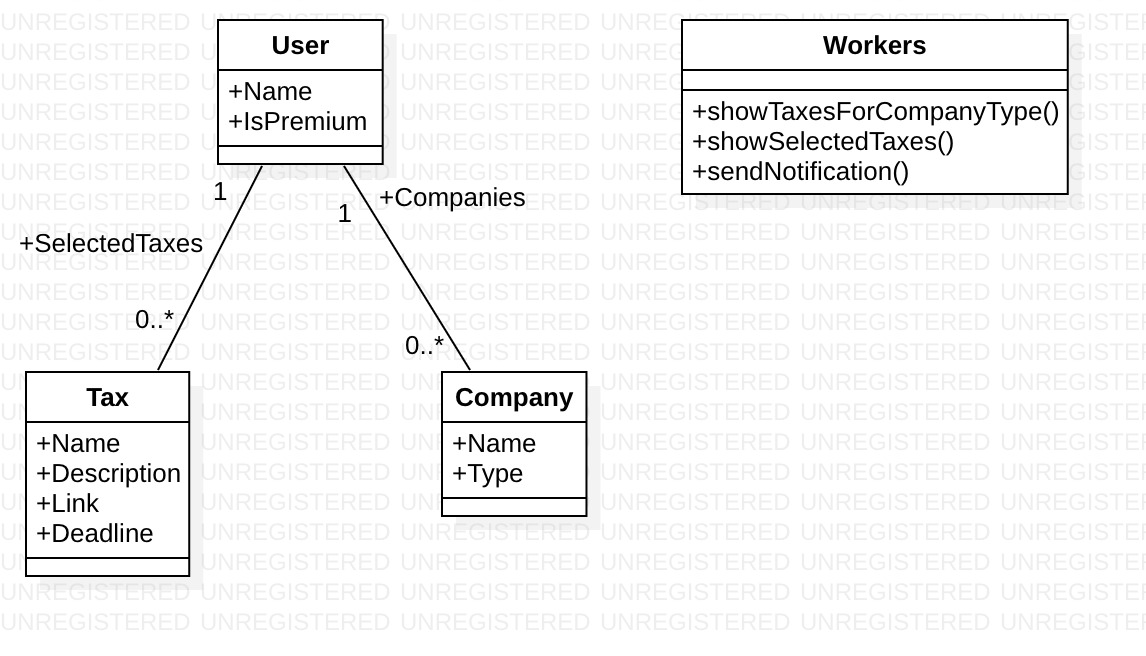 User
+Name
+IsPremium
Workers
+showTaxesForCompanyType()
+showSelectedTaxes()
+sendNotification()
1
+SelectedTaxes
0..*
1
+Companies
0..*
Tax
+Name
+Description
+Link
+Deadline
Company
+Name
+Type
UNREGISTERED UNREGISTERED UNREGISTERED UNREGISTERED UNREGISTERED